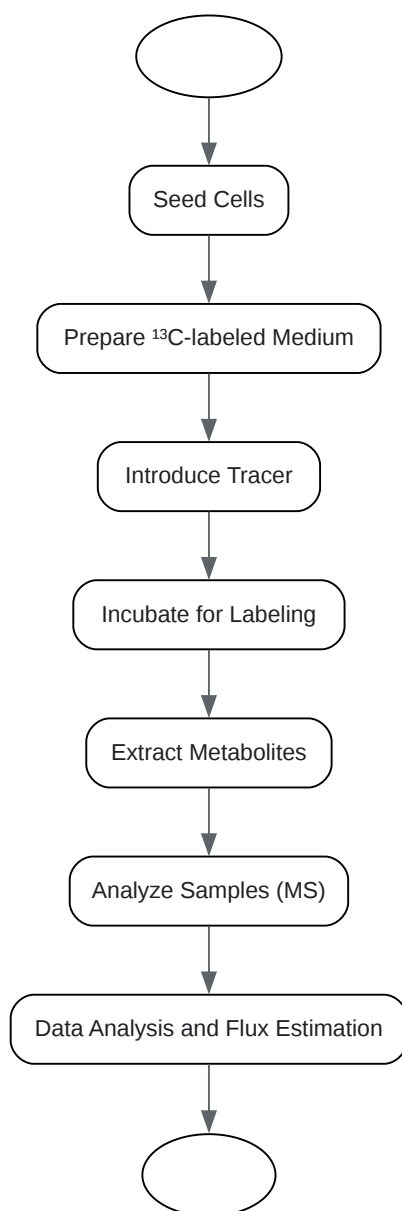 Seed Cells
Prepare ¹³C-labeled Medium
Introduce Tracer
Incubate for Labeling
Extract Metabolites
Analyze Samples (MS)
Data Analysis and Flux Estimation